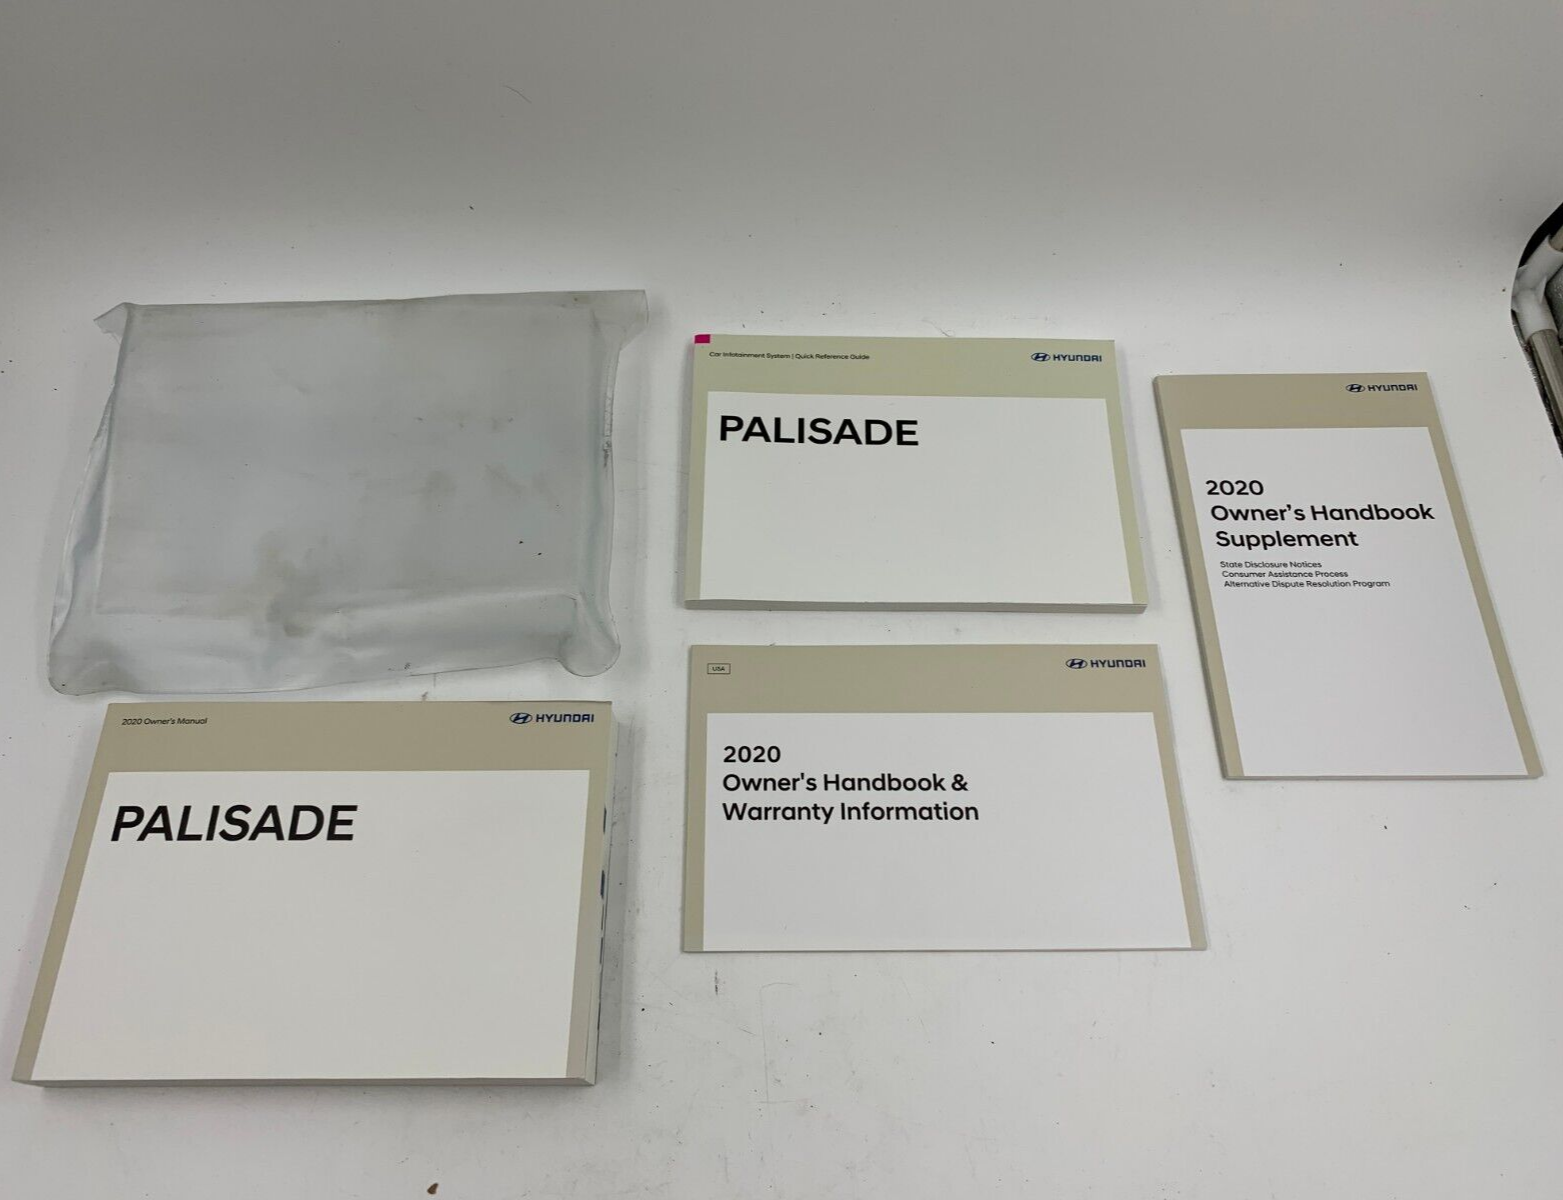 Car Infotainment System | Quick Reference Guide
HYUNDAI
PALISADE
HYUNDAI
2020
Owner's Handbook
Supplement
State Disclosure Notices
Consumer Assistance Process
Alternative Dispute Resolution Program
2020 Owner's Manual
HYUNDAI
PALISADE
USA
HYUNDAI
2020
Owner's Handbook &
Warranty Information